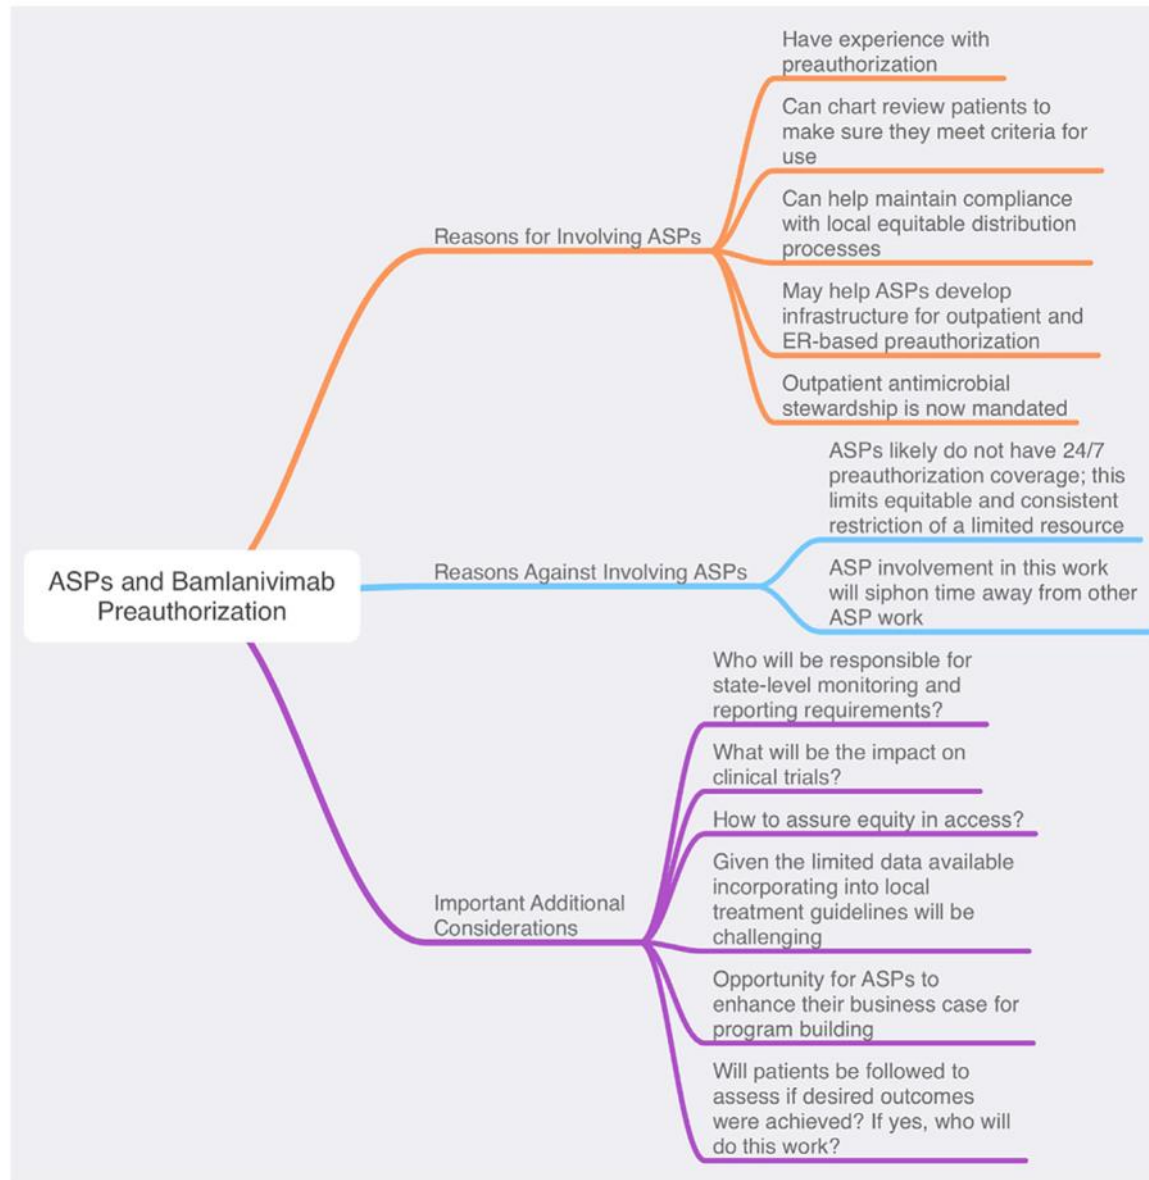 ASPs and Bamlanivimab
Preauthorization
Reasons for Involving ASPs
Have experience with
preauthorization
Can chart review patients to
make sure they meet criteria for
use
Can help maintain compliance
with local equitable distribution
processes
May help ASPs develop
infrastructure for outpatient and
ER-based preauthorization
Outpatient antimicrobial
stewardship is now mandated
Reasons Against Involving ASPs
ASPs likely do not have 24/7
preauthorization coverage; this
limits equitable and consistent
restriction of a limited resource
ASP involvement in this work
will siphon time away from other
ASP work
Important Additional
Considerations
Who will be responsible for
state-level monitoring and
reporting requirements?
What will be the impact on
clinical trials?
How to assure equity in access?
Given the limited data available
incorporating into local
treatment guidelines will be
challenging
Opportunity for ASPs to
enhance their business case for
program building
Will patients be followed to
assess if desired outcomes
were achieved? If yes, who will
do this work?